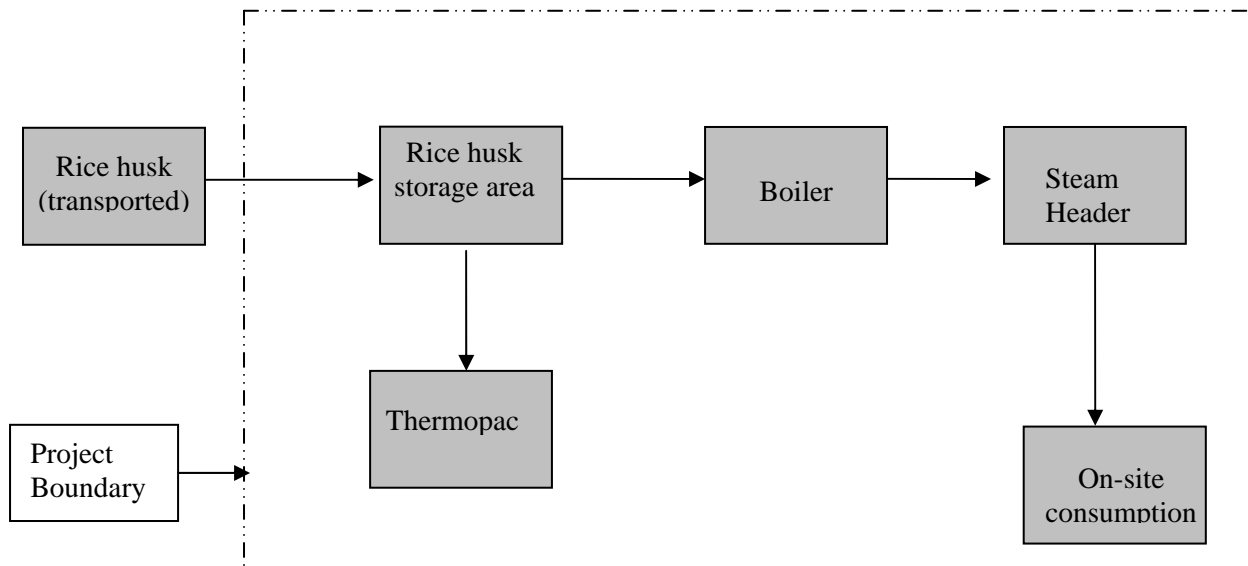 Rice husk
(transported)
Rice husk
storage area
Boiler
Steam
Header
Thermopac
Project
Boundary
On-site
consumption